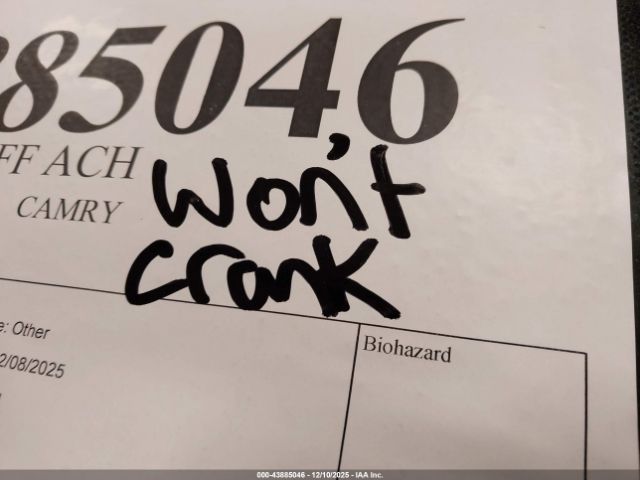 885046
FF ACH
CAMRY
Won't
crank
e: Other
2/08/2025
Biohazard
000-43885046 - 12/10/2025 - IAA Inc.